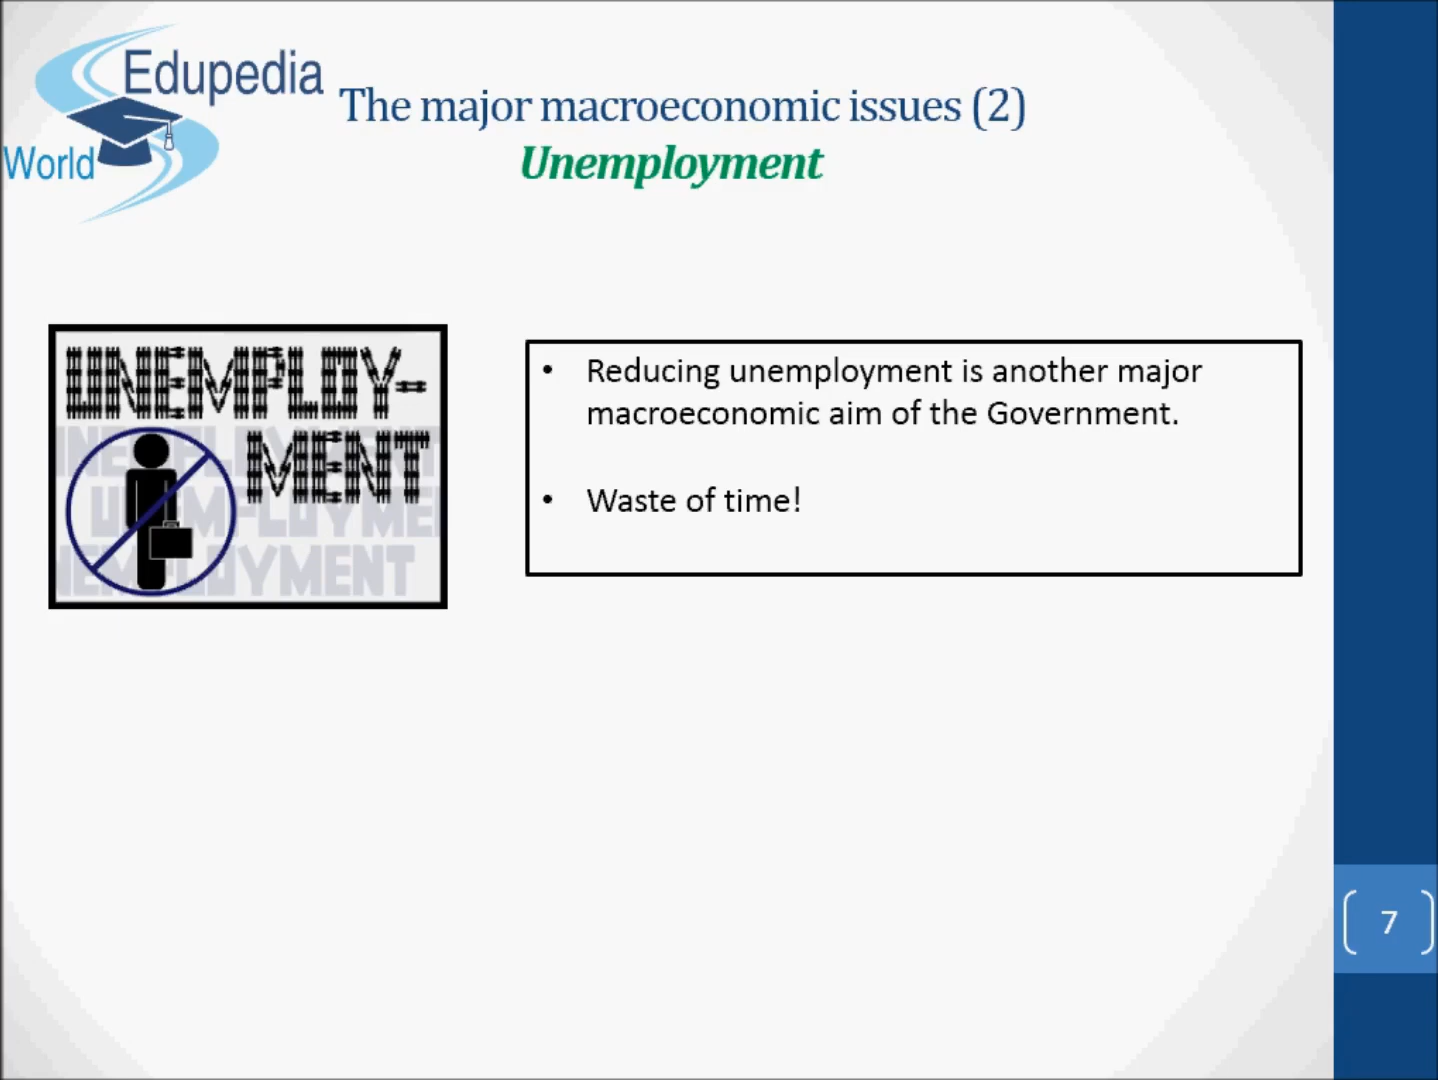 Edupedia
World
The major macroeconomic issues (2)
Unemployment
UNEMPLOY-
MENT
• Reducing unemployment is another major
macroeconomic aim of the Government.
• Waste of time!
7